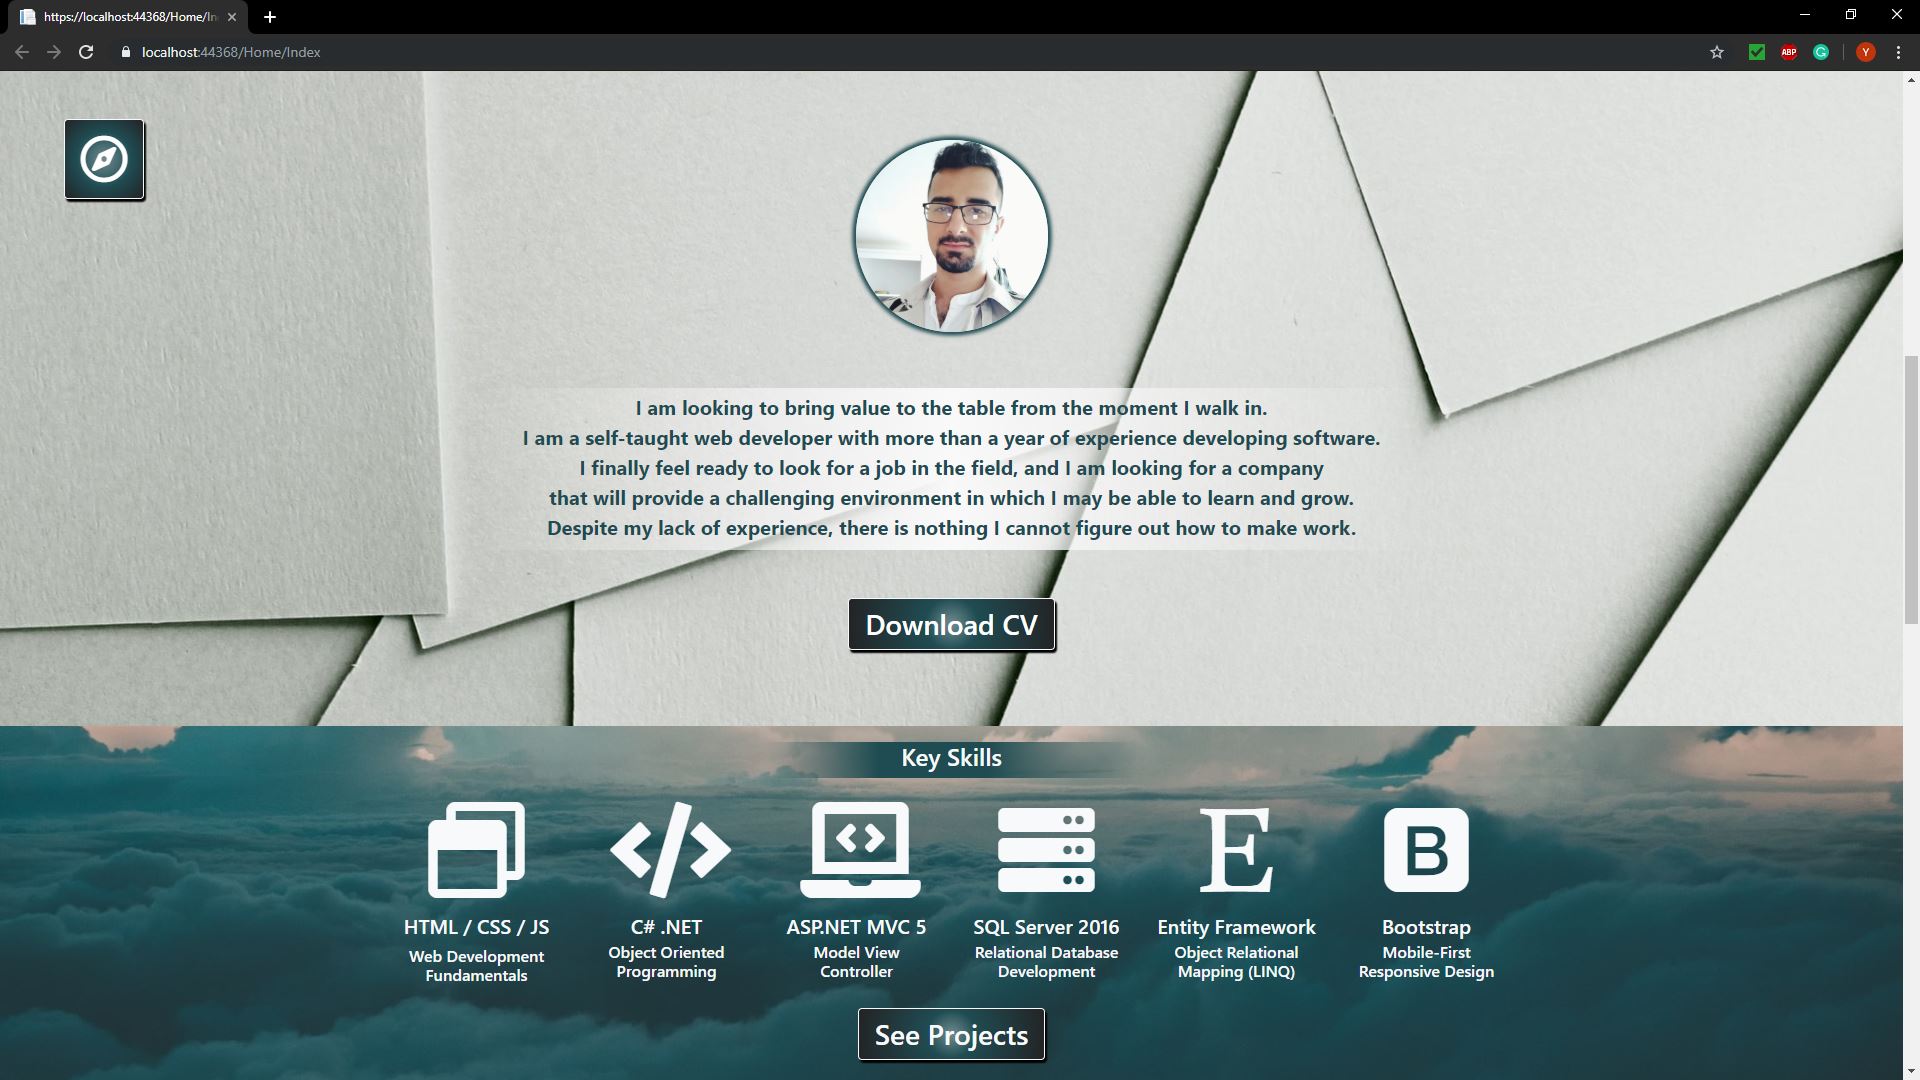 https://localhost:44368/Home/In
localhost:44368/Home/Index
ABP
G
Y
I am looking to bring value to the table from the moment I walk in.
I am a self-taught web developer with more than a year of experience developing software.
I finally feel ready to look for a job in the field, and I am looking for a company
that will provide a challenging environment in which I may be able to learn and grow.
Despite my lack of experience, there is nothing I cannot figure out how to make work.
Download CV
Key Skills
E
B
HTML / CSS / JS
C# .NET
ASP.NET MVC 5
SQL Server 2016
Entity Framework
Bootstrap
Web Development
Fundamentals
Object Oriented
Programming
Model View
Controller
Relational Database
Development
Object Relational
Mapping (LINQ)
Mobile-First
Responsive Design
See Projects